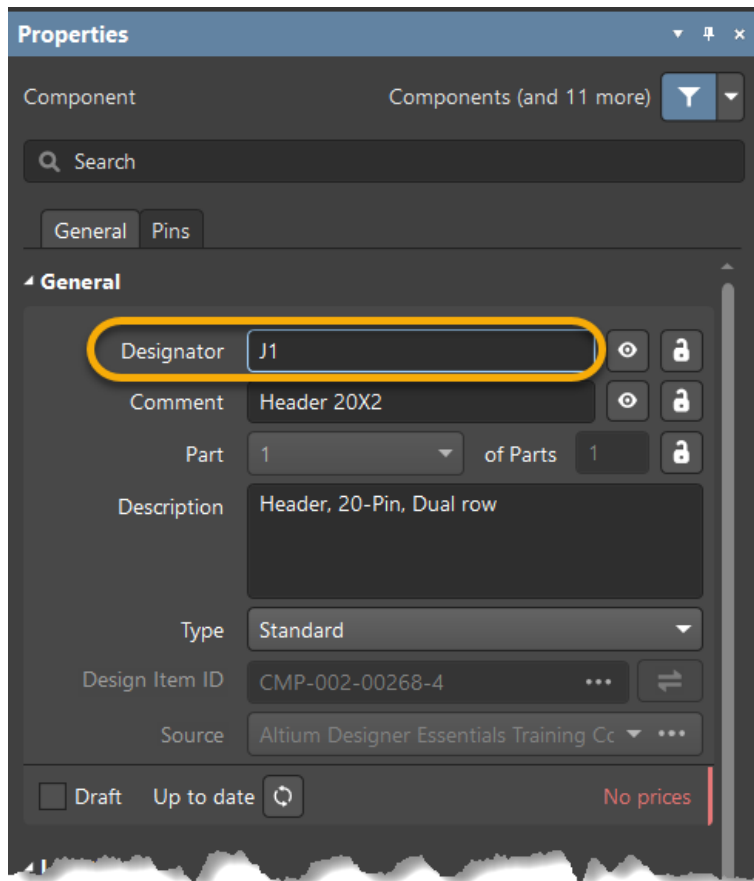 Properties
Component Components (and 11 more)
Search
General Pins
General
Designator J1
Comment Header 20X2
Part 1 of Parts 1
Description Header, 20-Pin, Dual row
Type Standard
Design Item ID CMP-002-00268-4
Source Altium Designer Essentials Training Cc
Draft Up to date No prices